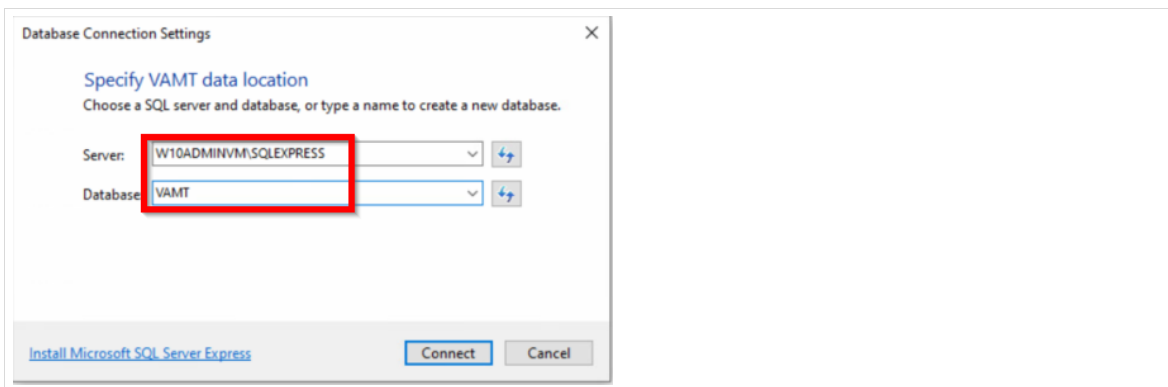 Database Connection Settings
Specify VAMT data location
Choose a SQL server and database, or type a name to create a new database.
Server: W10ADMINVM\SQLEXPRESS
Database VAMT
Install Microsoft SQL Server Express Connect Cancel